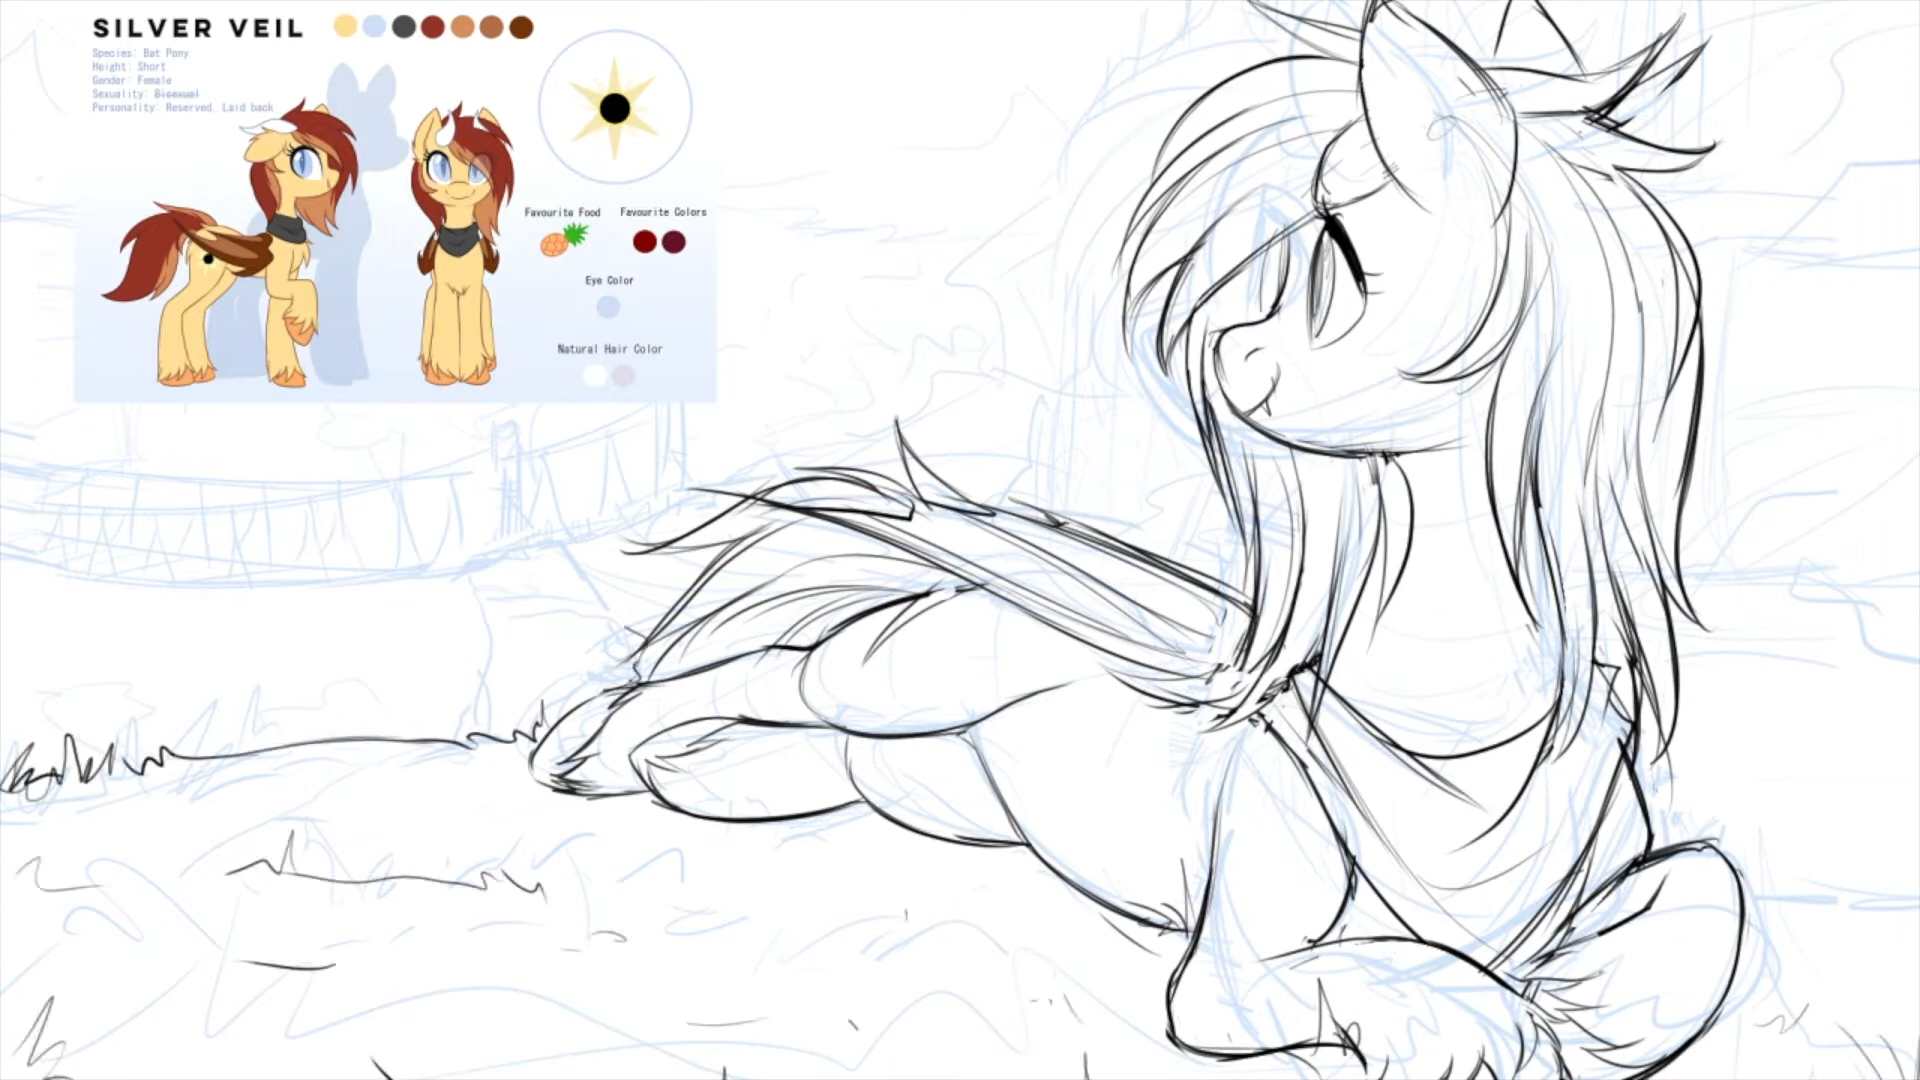 SILVER VEIL
Species: Bat Pony
Height: Short
Gender: Female
Sexuality: Bisexual
Personality: Reserved, Laid back
Favourite Food
Favourite Colors
Eye Color
Natural Hair Color